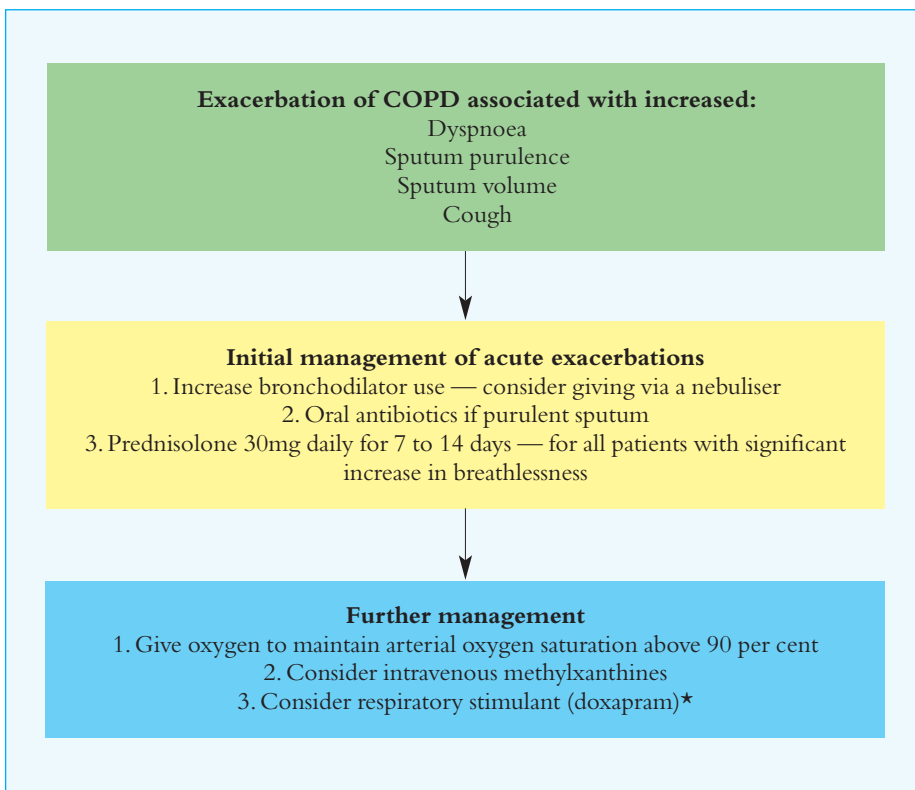 Exacerbation of COPD associated with increased:
Dyspnoea
Sputum purulence
Sputum volume
Cough
Initial management of acute exacerbations
1. Increase bronchodilator use — consider giving via a nebuliser
2. Oral antibiotics if purulent sputum
3. Prednisolone 30mg daily for 7 to 14 days — for all patients with significant
increase in breathlessness
Further management
1. Give oxygen to maintain arterial oxygen saturation above 90 per cent
2. Consider intravenous methylxanthines
3. Consider respiratory stimulant (doxapram)★